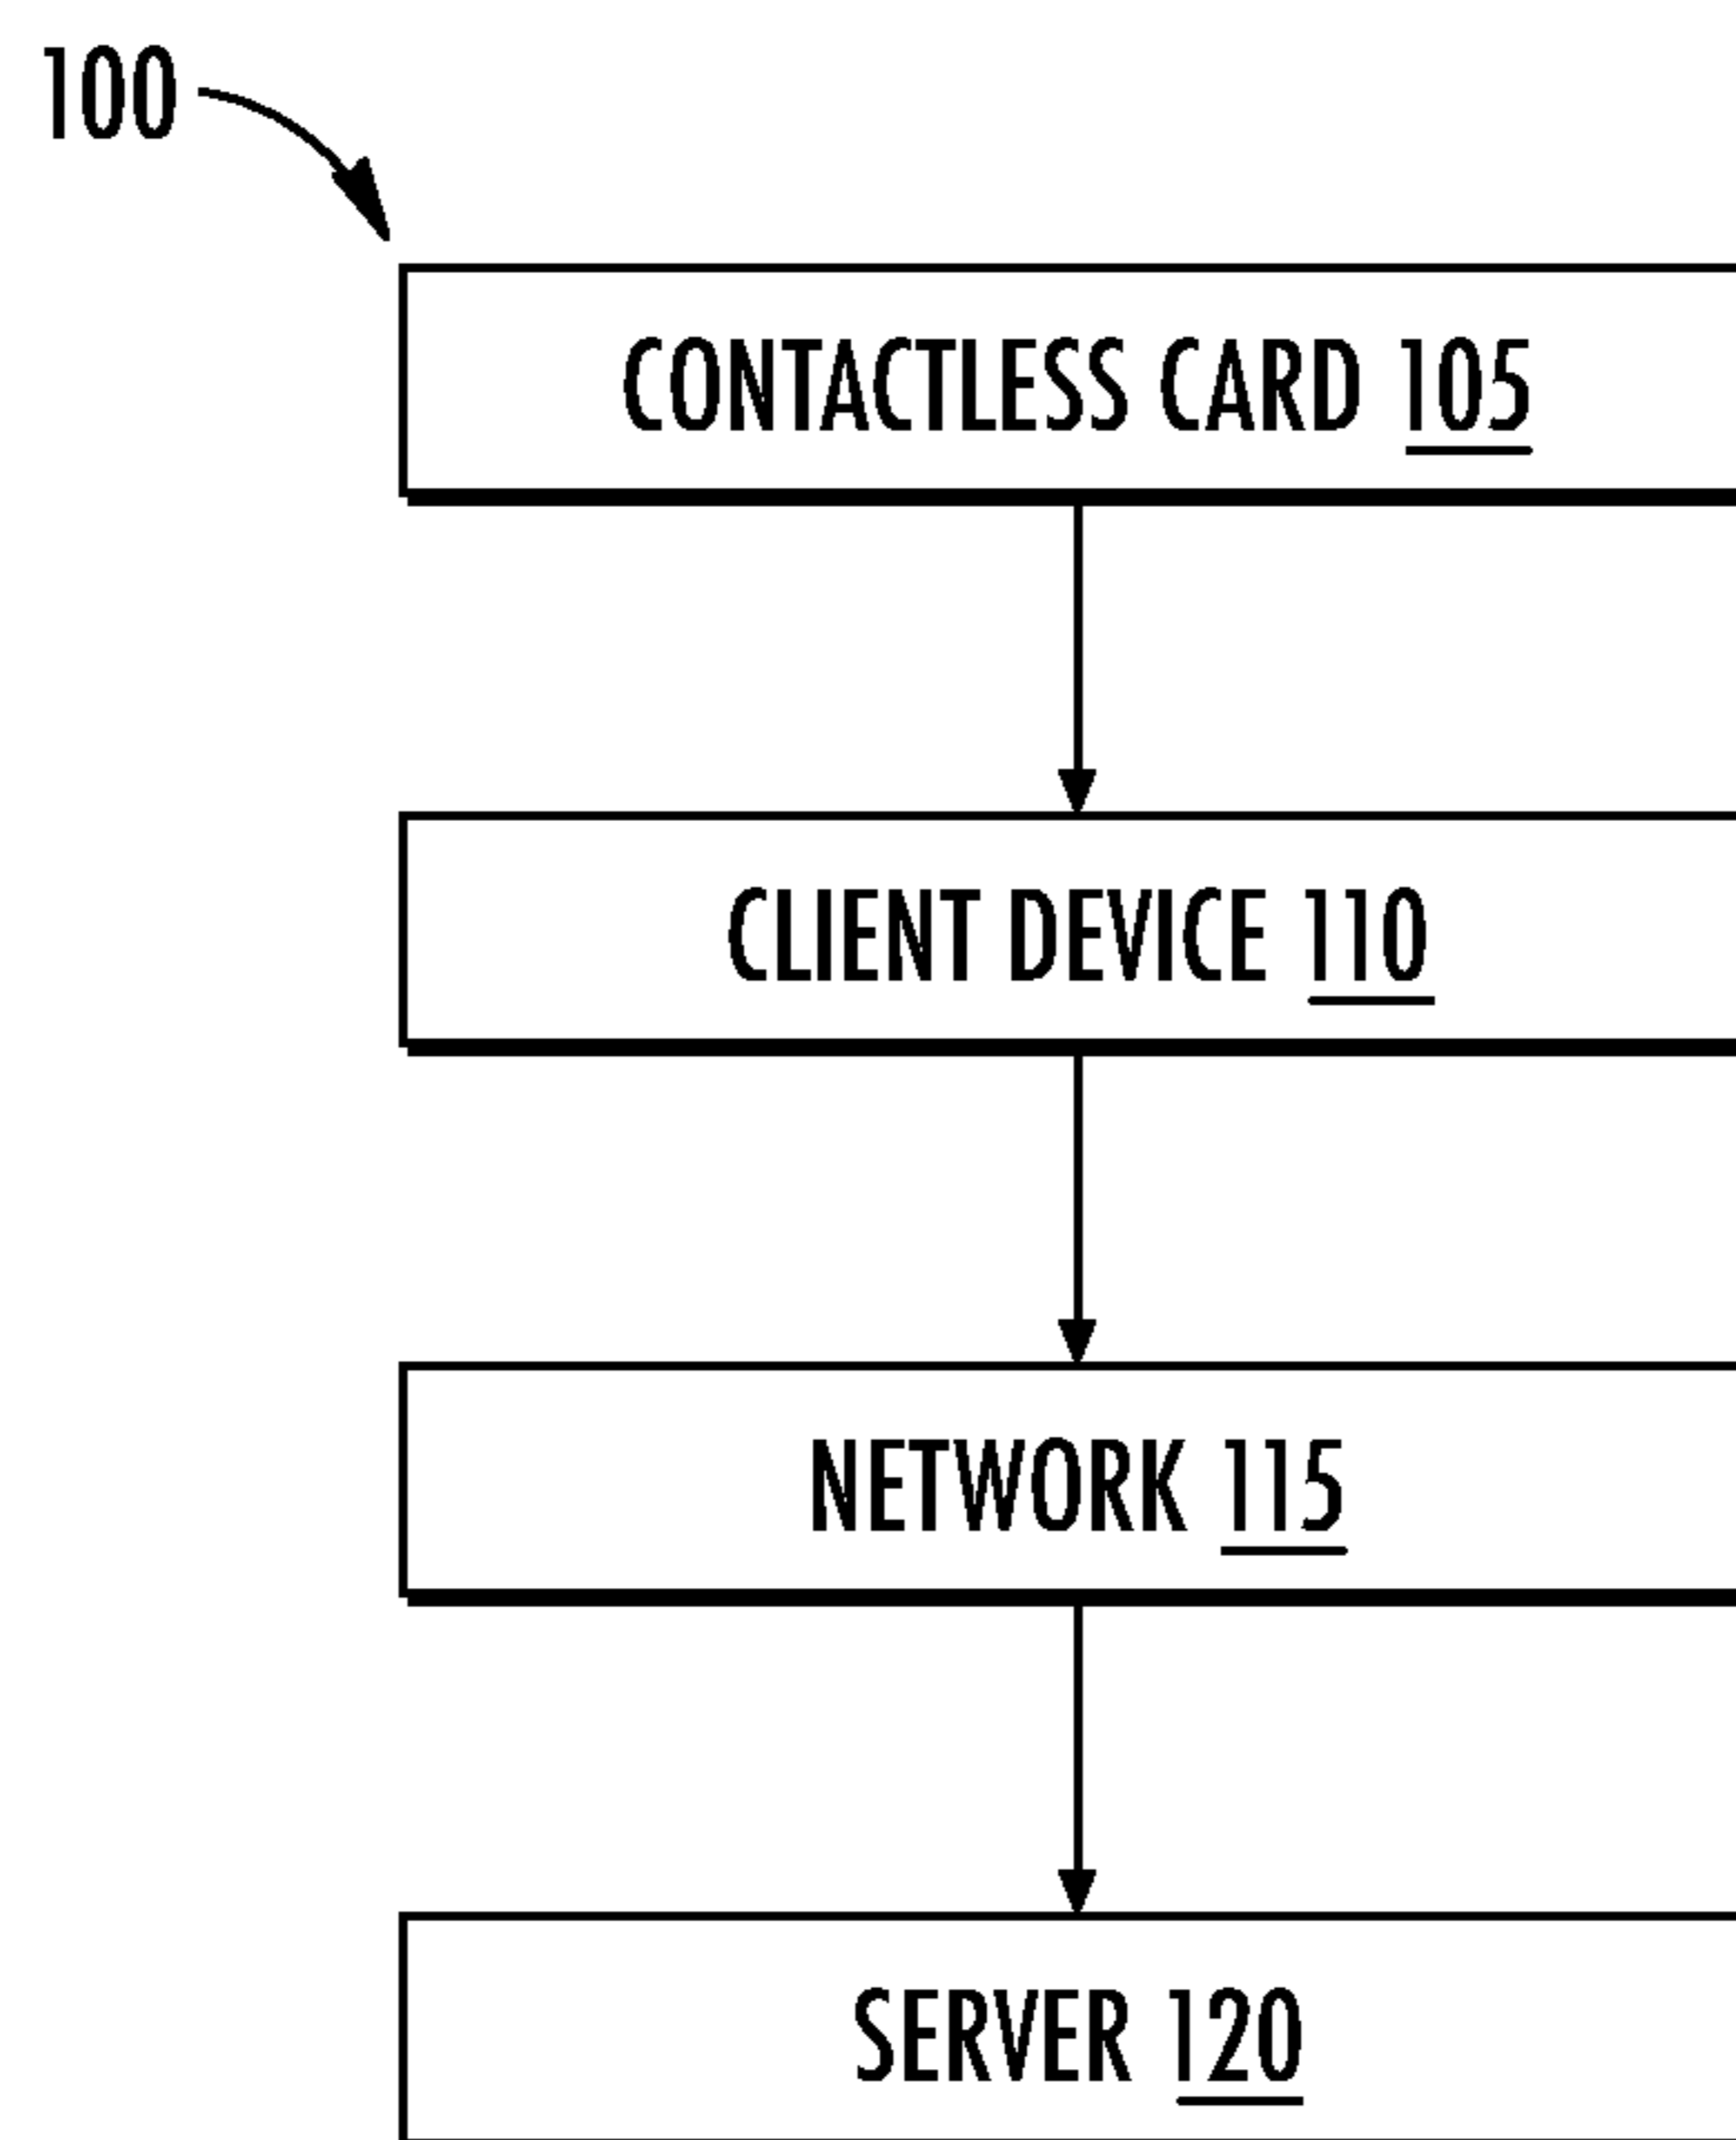 100
CONTACTLESS CARD 105
CLIENT DEVICE 110
NETWORK 115
SERVER 120